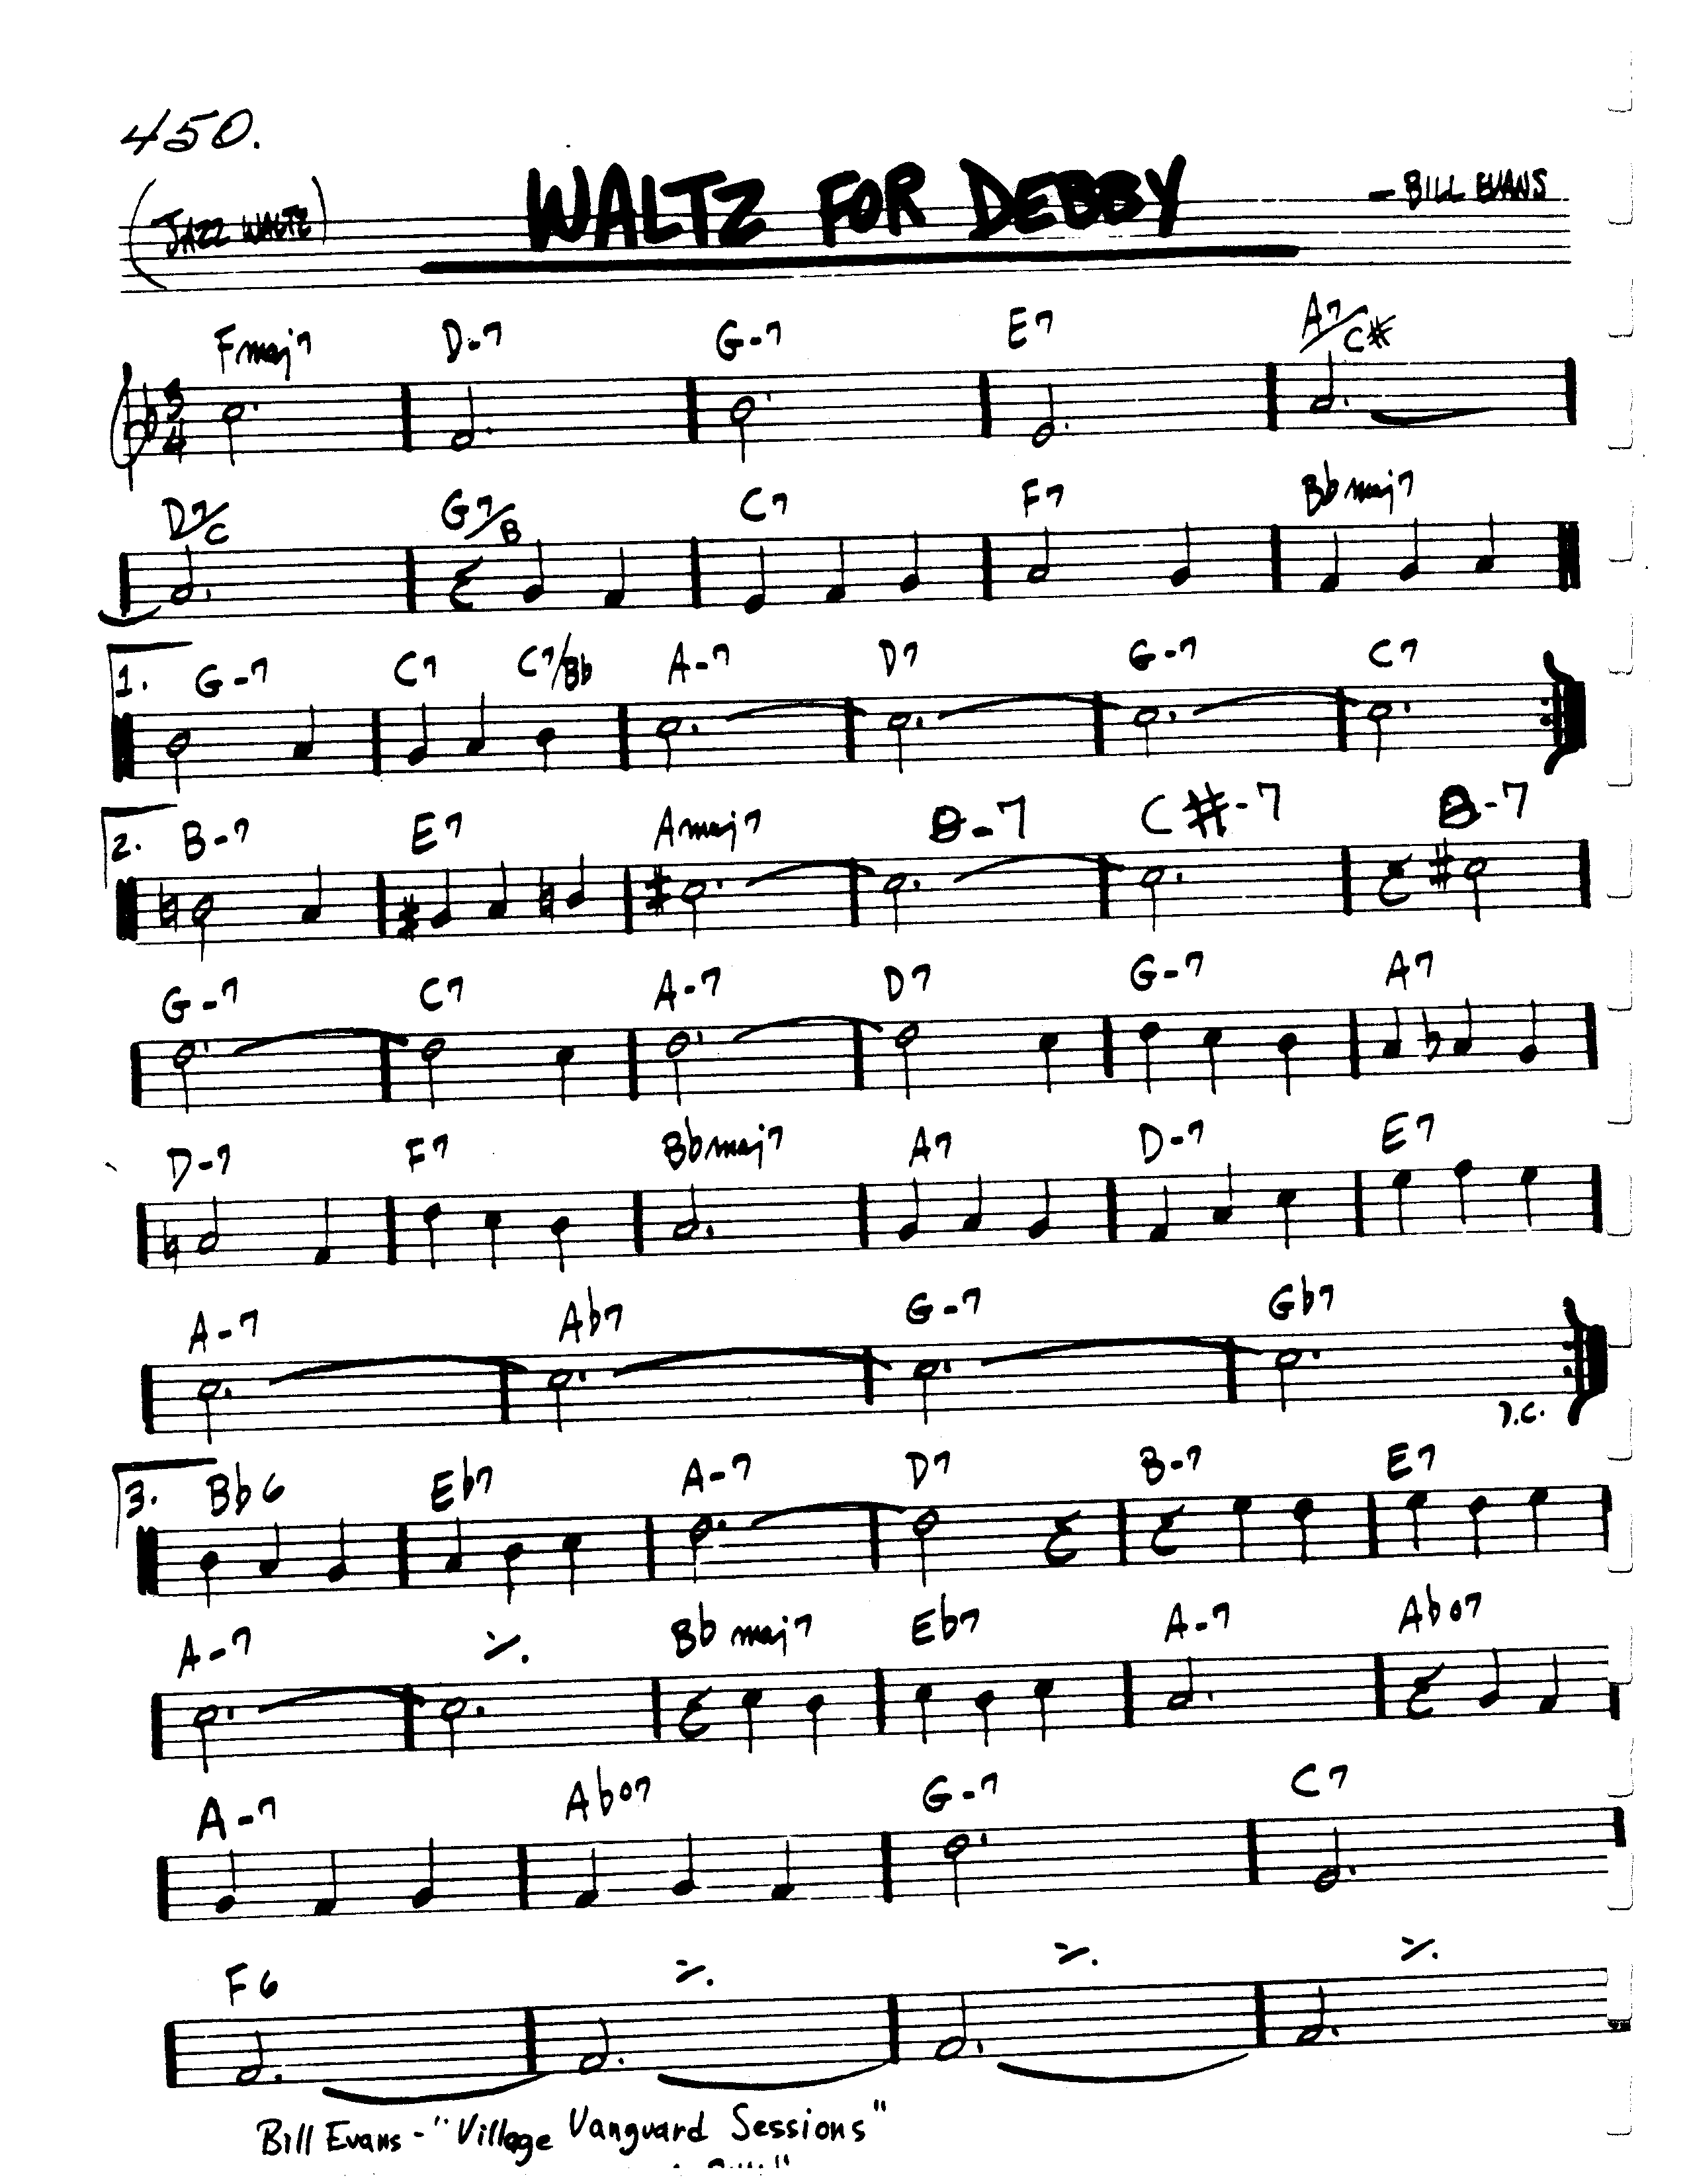 450.
(JAZZ WALTZ) WALTZ FOR DEBBY - BILL EVANS
Fmaj7 D-7 G-7 E7 A7/C#
3/4
D7/C G7/B C7 F7 Bbmaj7
1. G-7 C7 C7/Bb A-7 D7 G-7 C7
2. B-7 E7 Amaj7 B-7 C#-7 B-7
G-7 C7 A-7 D7 G-7 A7
D-7 F7 Bbmaj7 A7 D-7 E7
A-7 Ab7 G-7 Gb7
D.C.
3. Bb6 Eb7 A-7 D7 B-7 E7
A-7 Bb maj7 Eb7 A-7 Abo7
A-7 Abo7 G-7 C7
F6
Bill Evans - "Village Vanguard Sessions"